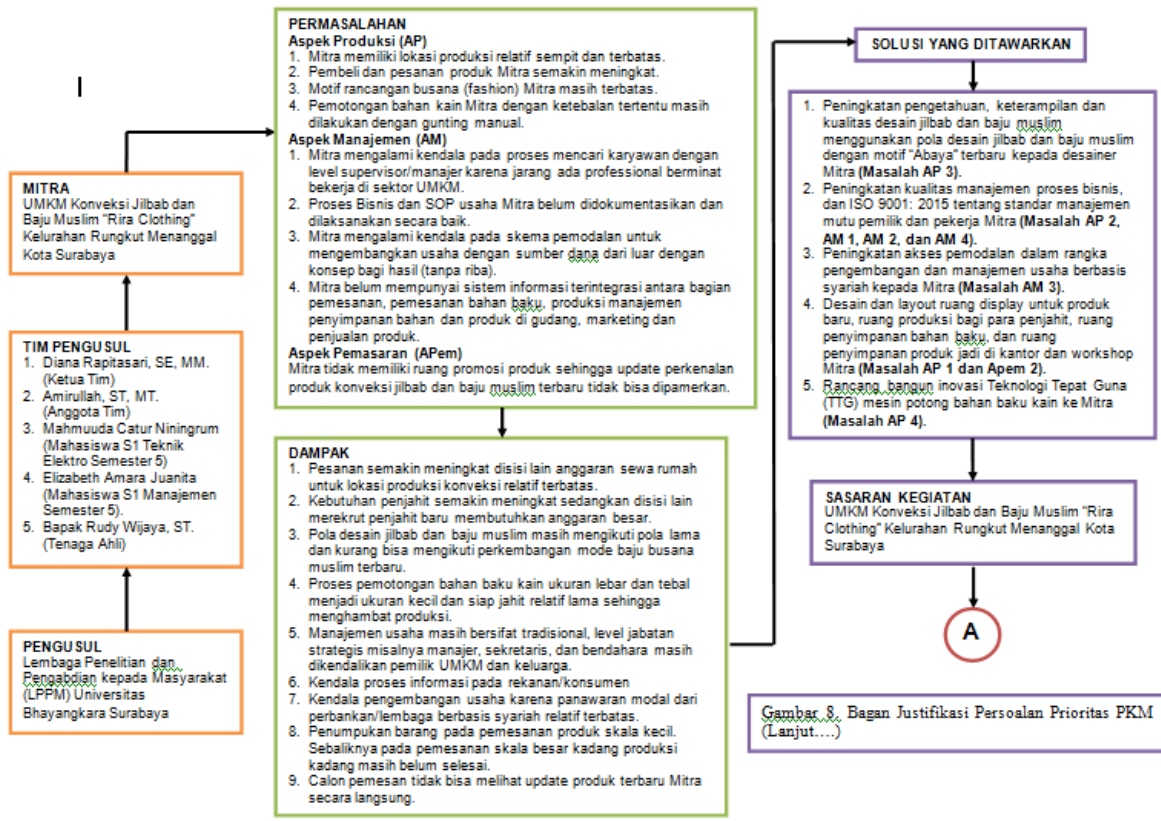 PENGUSUL
Lembaga Penelitian dan
Pengabdian kepada Masyarakat
(LPPM) Universitas
Bhayangkara Surabaya
TIM PENGUSUL
1. Diana Rapitasari, SE, MM.
(Ketua Tim)
2. Amirullah, ST, MT.
(Anggota Tim)
3. Mahmuuda Catur Niningrum
(Mahasiswa S1 Teknik
Elektro Semester 5)
4. Elizabeth Amara Juanita
(Mahasiswa S1 Manajemen
Semester 5).
5. Bapak Rudy Wijaya, ST.
(Tenaga Ahli)
MITRA
UMKM Konveksi Jilbab dan
Baju Muslim “Rira Clothing”
Kelurahan Rungkut Menanggal
Kota Surabaya
PERMASALAHAN
Aspek Produksi (AP)
1. Mitra memiliki lokasi produksi relatif sempit dan terbatas.
2. Pembeli dan pesanan produk Mitra semakin meningkat.
3. Motif rancangan busana (fashion) Mitra masih terbatas.
4. Pemotongan bahan kain Mitra dengan ketebalan tertentu masih
dilakukan dengan gunting manual.
Aspek Manajemen (AM)
1. Mitra mengalami kendala pada proses mencari karyawan dengan
level supervisor/manajer karena jarang ada professional berminat
bekerja di sektor UMKM.
2. Proses Bisnis dan SOP usaha Mitra belum didokumentasikan dan
dilaksanakan secara baik.
3. Mitra mengalami kendala pada skema pemodalan untuk
mengembangkan usaha dengan sumber dana dari luar dengan
konsep bagi hasil (tanpa riba).
4. Mitra belum mempunyai sistem informasi terintegrasi antara bagian
pemesanan, pemesanan bahan baku, produksi manajemen
penyimpanan bahan dan produk di gudang, marketing dan
penjualan produk.
Aspek Pemasaran (APem)
Mitra tidak memiliki ruang promosi produk sehingga update perkenalan
produk konveksi jilbab dan baju muslim terbaru tidak bisa dipamerkan.
DAMPAK
1. Pesanan semakin meningkat disisi lain anggaran sewa rumah
untuk lokasi produksi konveksi relatif terbatas.
2. Kebutuhan penjahit semakin meningkat sedangkan disisi lain
merekrut penjahit baru membutuhkan anggaran besar.
3. Pola desain jilbab dan baju muslim masih mengikuti pola lama
dan kurang bisa mengikuti perkembangan mode baju busana
muslim terbaru.
4. Proses pemotongan bahan baku kain ukuran lebar dan tebal
menjadi ukuran kecil dan siap jahit relatif lama sehingga
menghambat produksi.
5. Manajemen usaha masih bersifat tradisional, level jabatan
strategis misalnya manajer, sekretaris, dan bendahara masih
dikendalikan pemilik UMKM dan keluarga.
6. Kendala proses informasi pada rekanan/konsumen
7. Kendala pengembangan usaha karena panawaran modal dari
perbankan/lembaga berbasis syariah relatif terbatas.
8. Penumpukan barang pada pemesanan produk skala kecil.
Sebaliknya pada pemesanan skala besar kadang produksi
kadang masih belum selesai.
9. Calon pemesan tidak bisa melihat update produk terbaru Mitra
secara langsung.
SOLUSI YANG DITAWARKAN
1. Peningkatan pengetahuan, keterampilan dan
kualitas desain jilbab dan baju muslim
menggunakan pola desain jilbab dan baju muslim
dengan motif “Abaya” terbaru kepada desainer
Mitra (Masalah AP 3).
2. Peningkatan kualitas manajemen proses bisnis,
dan ISO 9001: 2015 tentang standar manajemen
mutu pemilik dan pekerja Mitra (Masalah AP 2,
AM 1, AM 2, dan AM 4).
3. Peningkatan akses pemodalan dalam rangka
pengembangan dan manajemen usaha berbasis
syariah kepada Mitra (Masalah AM 3).
4. Desain dan layout ruang display untuk produk
baru, ruang produksi bagi para penjahit, ruang
penyimpanan bahan baku, dan ruang
penyimpanan produk jadi di kantor dan workshop
Mitra (Masalah AP 1 dan Apem 2).
5. Rancang bangun inovasi Teknologi Tepat Guna
(TTG) mesin potong bahan baku kain ke Mitra
(Masalah AP 4).
SASARAN KEGIATAN
UMKM Konveksi Jilbab dan Baju Muslim “Rira
Clothing” Kelurahan Rungkut Menanggal Kota
Surabaya
A
Gambar 8. Bagan Justifikasi Persoalan Prioritas PKM
(Lanjut....)